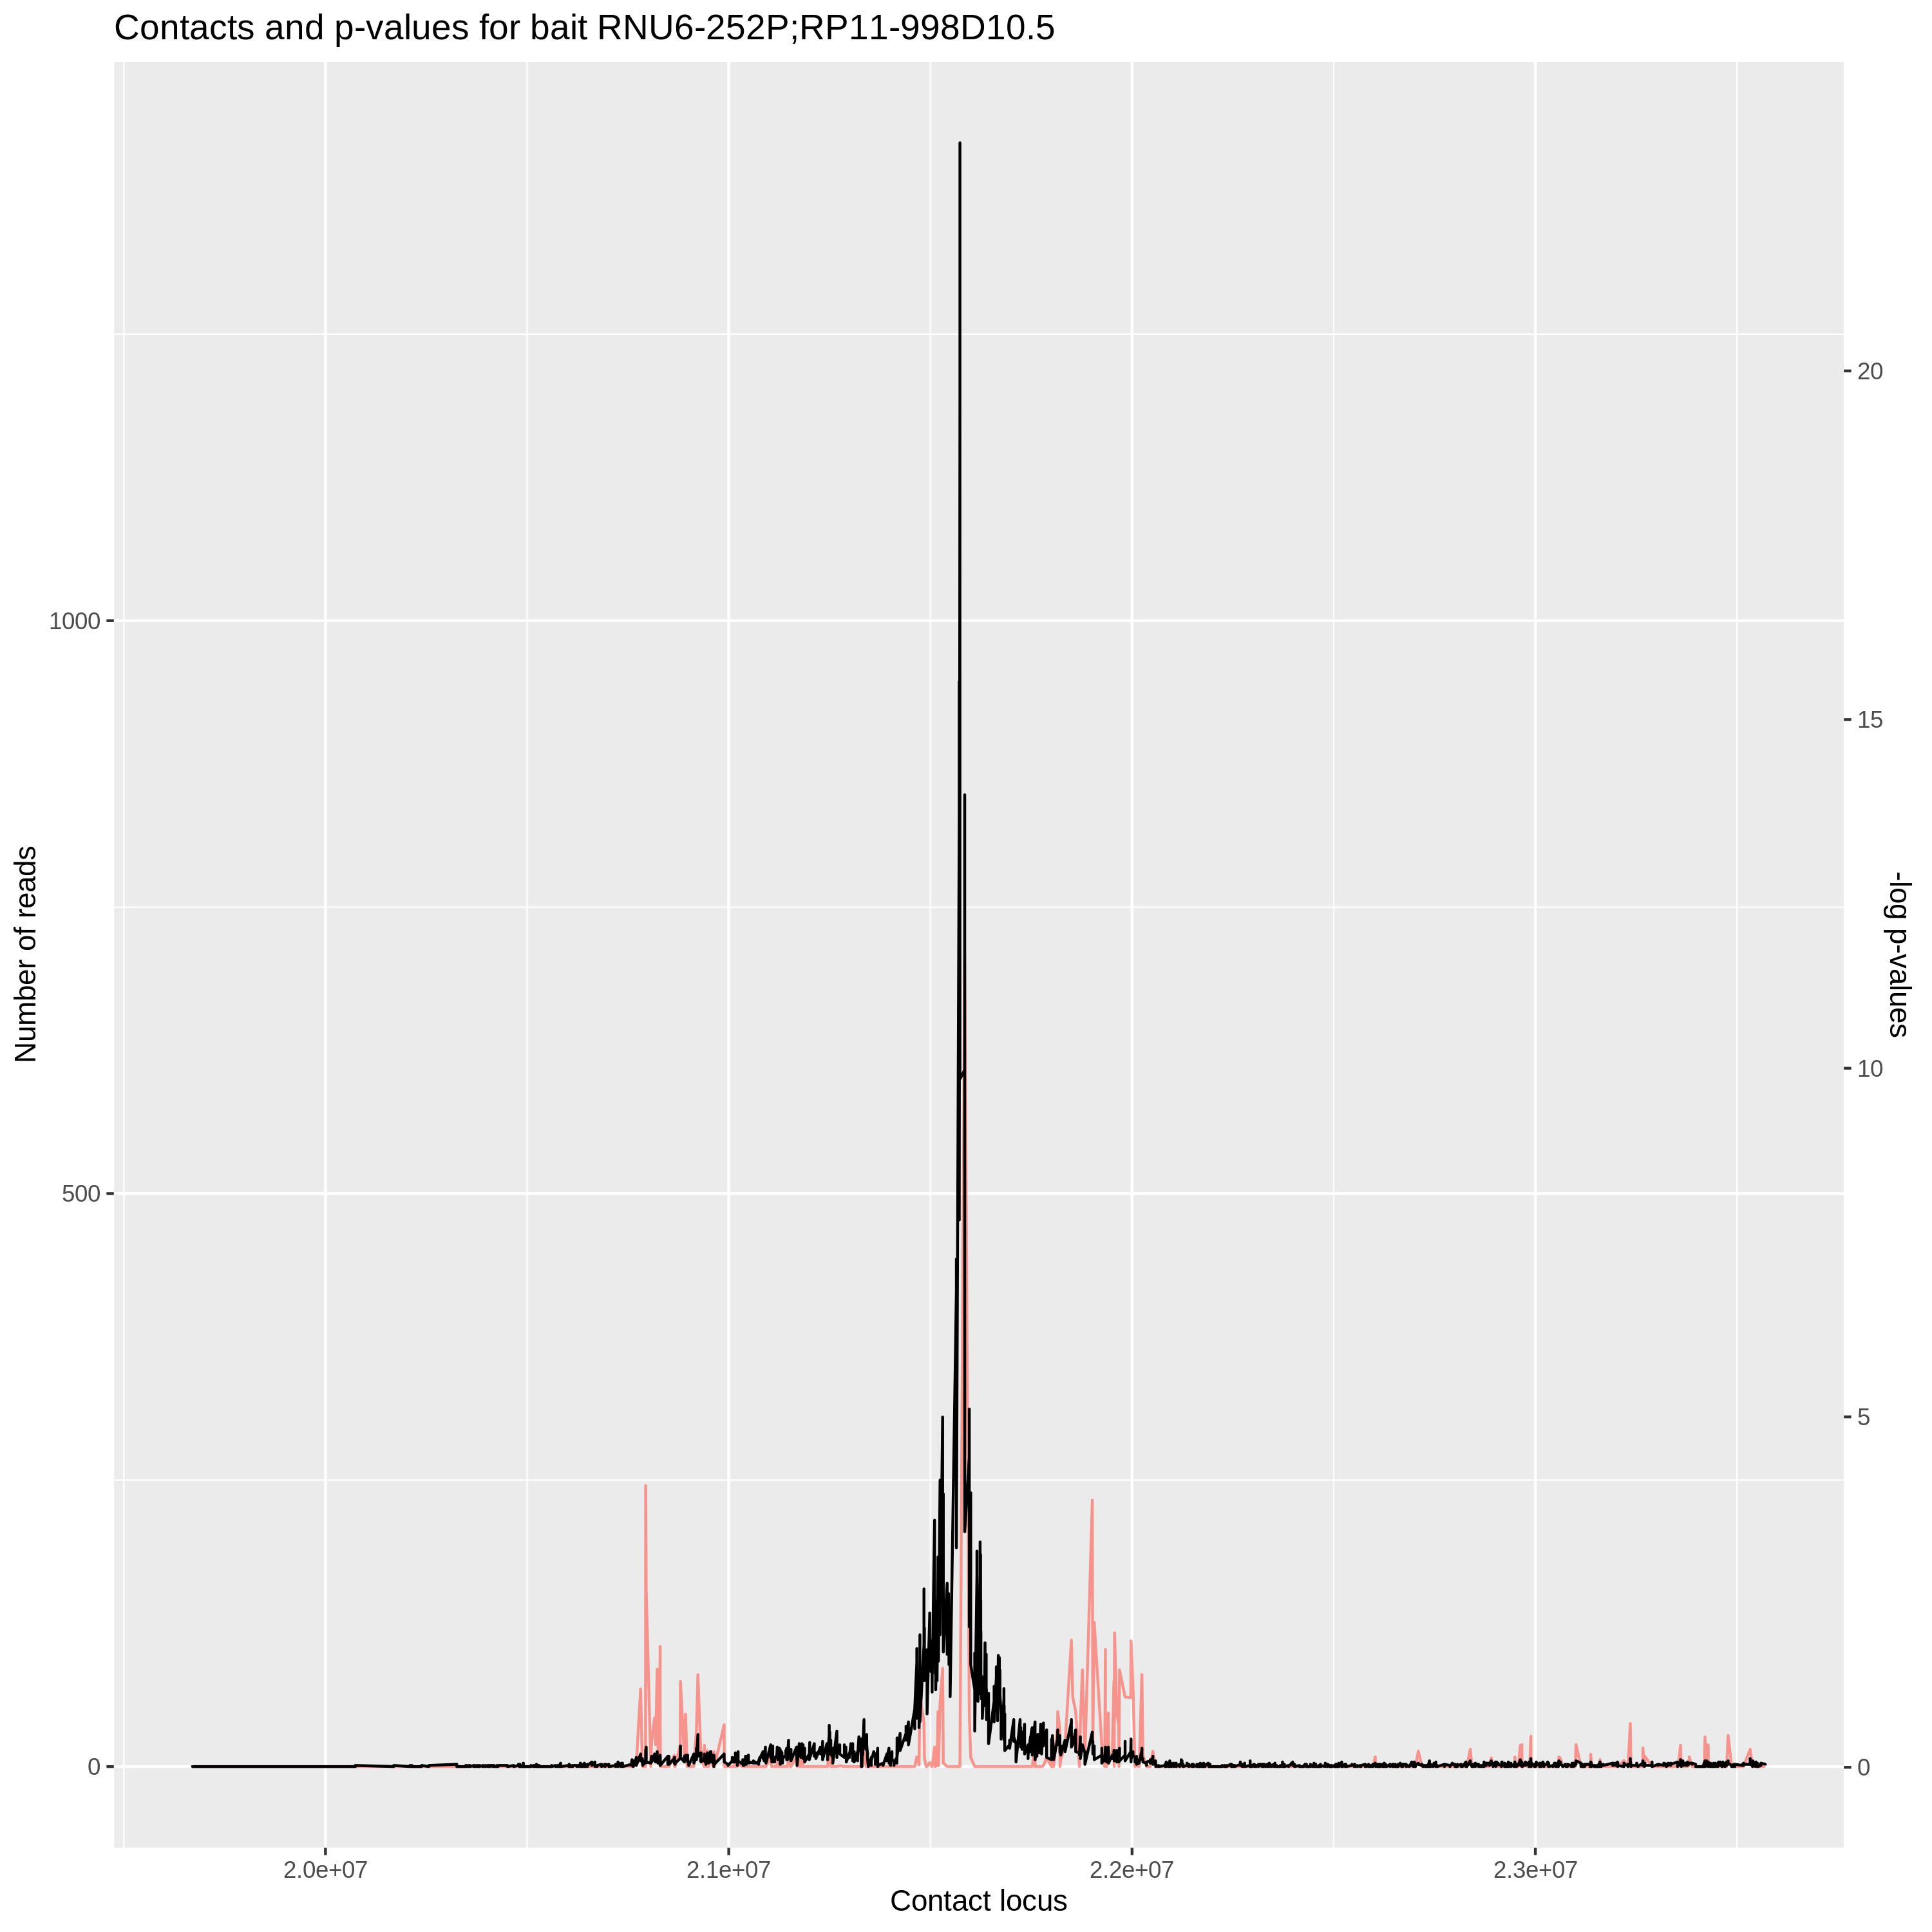 Contacts and p-values for bait RNU6-252P;RP11-998D10.5
Number of reads
1000
500
0
20
15
10
5
0
-log p-values
2.0e+07
2.1e+07
2.2e+07
2.3e+07
Contact locus